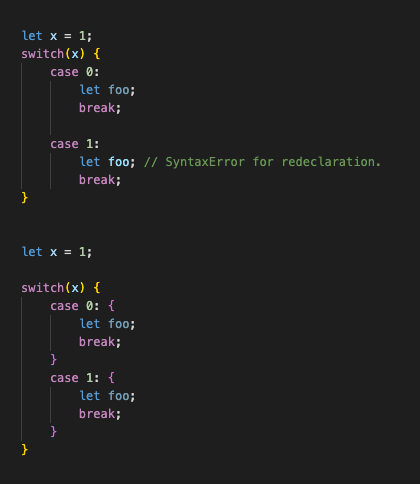 let x = 1;
switch(x) {
    case 0:
        let foo;
        break;

    case 1:
        let foo; // SyntaxError for redeclaration.
        break;
}

let x = 1;

switch(x) {
    case 0: {
        let foo;
        break;
    }
    case 1: {
        let foo;
        break;
    }
}